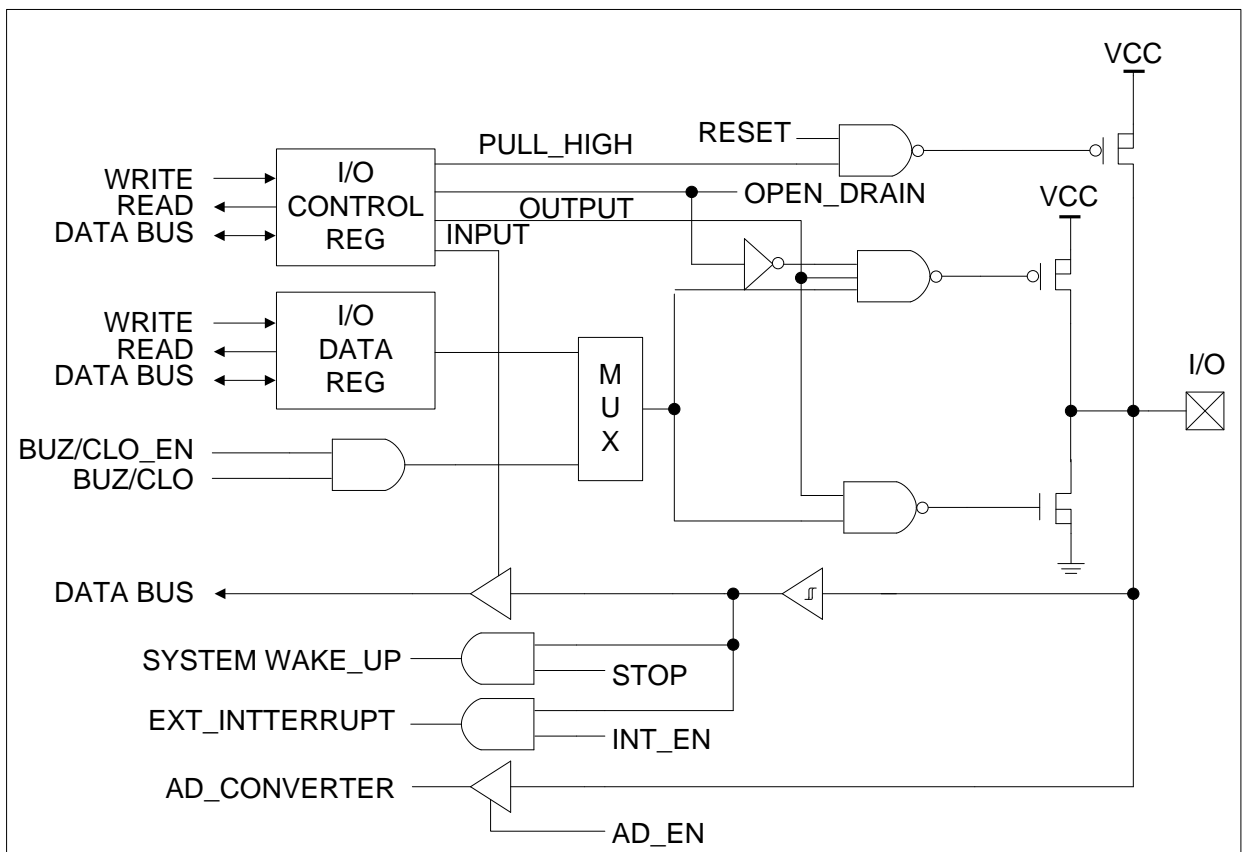 VCC
RESET
PULL_HIGH
WRITE
READ
DATA BUS
I/O
CONTROL
REG
OPEN_DRAIN
OUTPUT
INPUT
VCC
WRITE
READ
DATA BUS
I/O
DATA
REG
M
U
X
I/O
BUZ/CLO_EN
BUZ/CLO
DATA BUS
SYSTEM WAKE_UP
STOP
EXT_INTTERRUPT
INT_EN
AD_CONVERTER
AD_EN